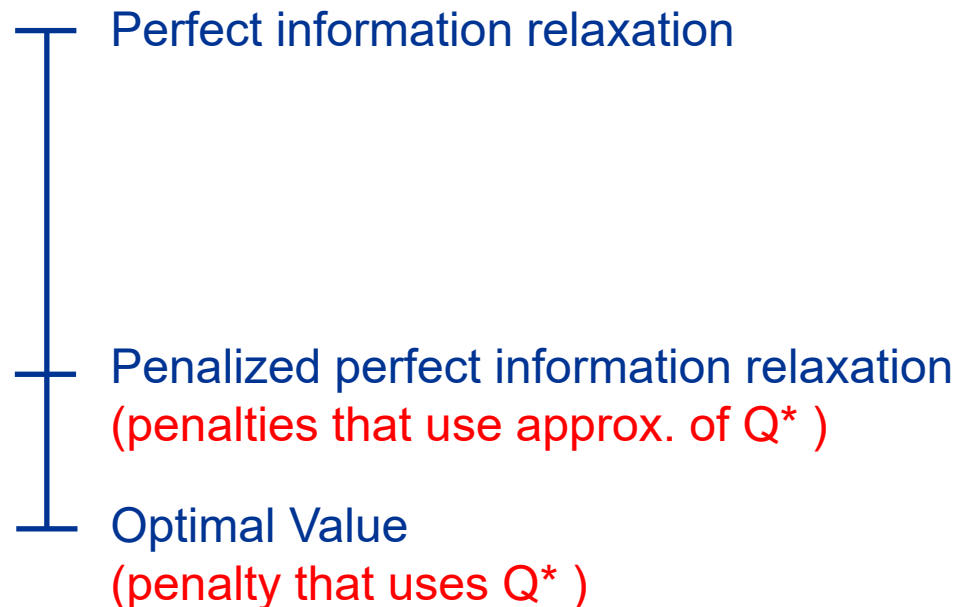 Perfect information relaxation
Penalized perfect information relaxation
(penalties that use approx. of Q* )
Optimal Value
(penalty that uses Q* )